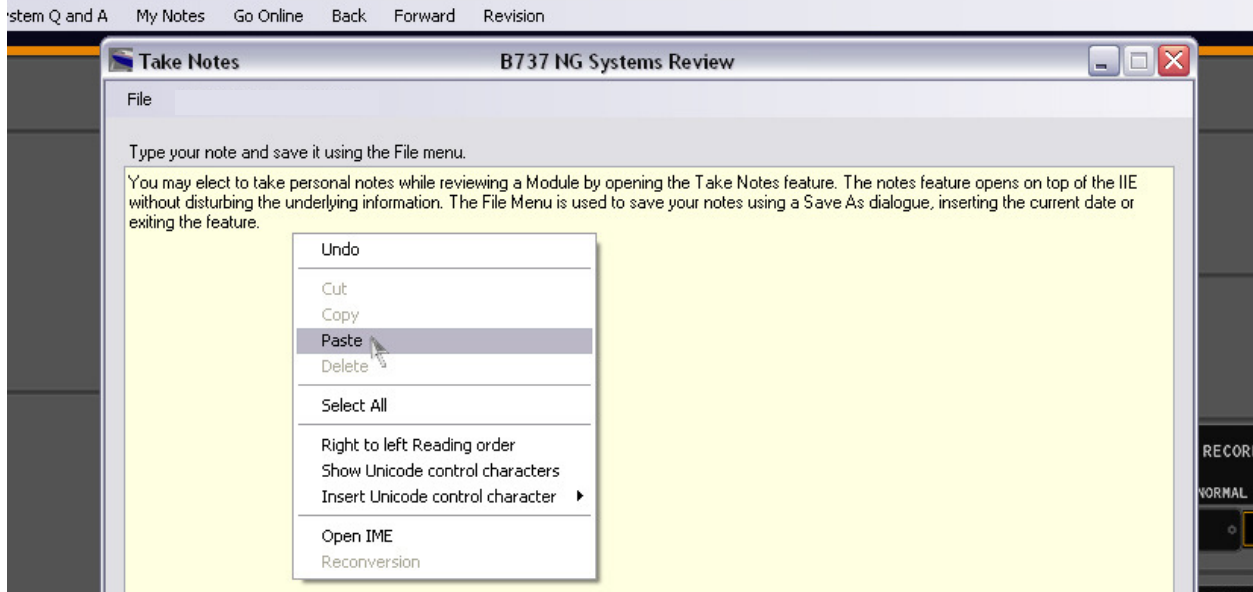 stem Q and A My Notes Go Online Back Forward Revision
Take Notes B737 NG Systems Review
File
Type your note and save it using the File menu.
You may elect to take personal notes while reviewing a Module by opening the Take Notes feature. The notes feature opens on top of the IIE
without disturbing the underlying information. The File Menu is used to save your notes using a Save As dialogue, inserting the current date or
exiting the feature.
Undo
Cut
Copy
Paste
Delete
Select All
Right to left Reading order
Show Unicode control characters
Insert Unicode control character
Open IME
Reconversion
RECOR
NORMAL